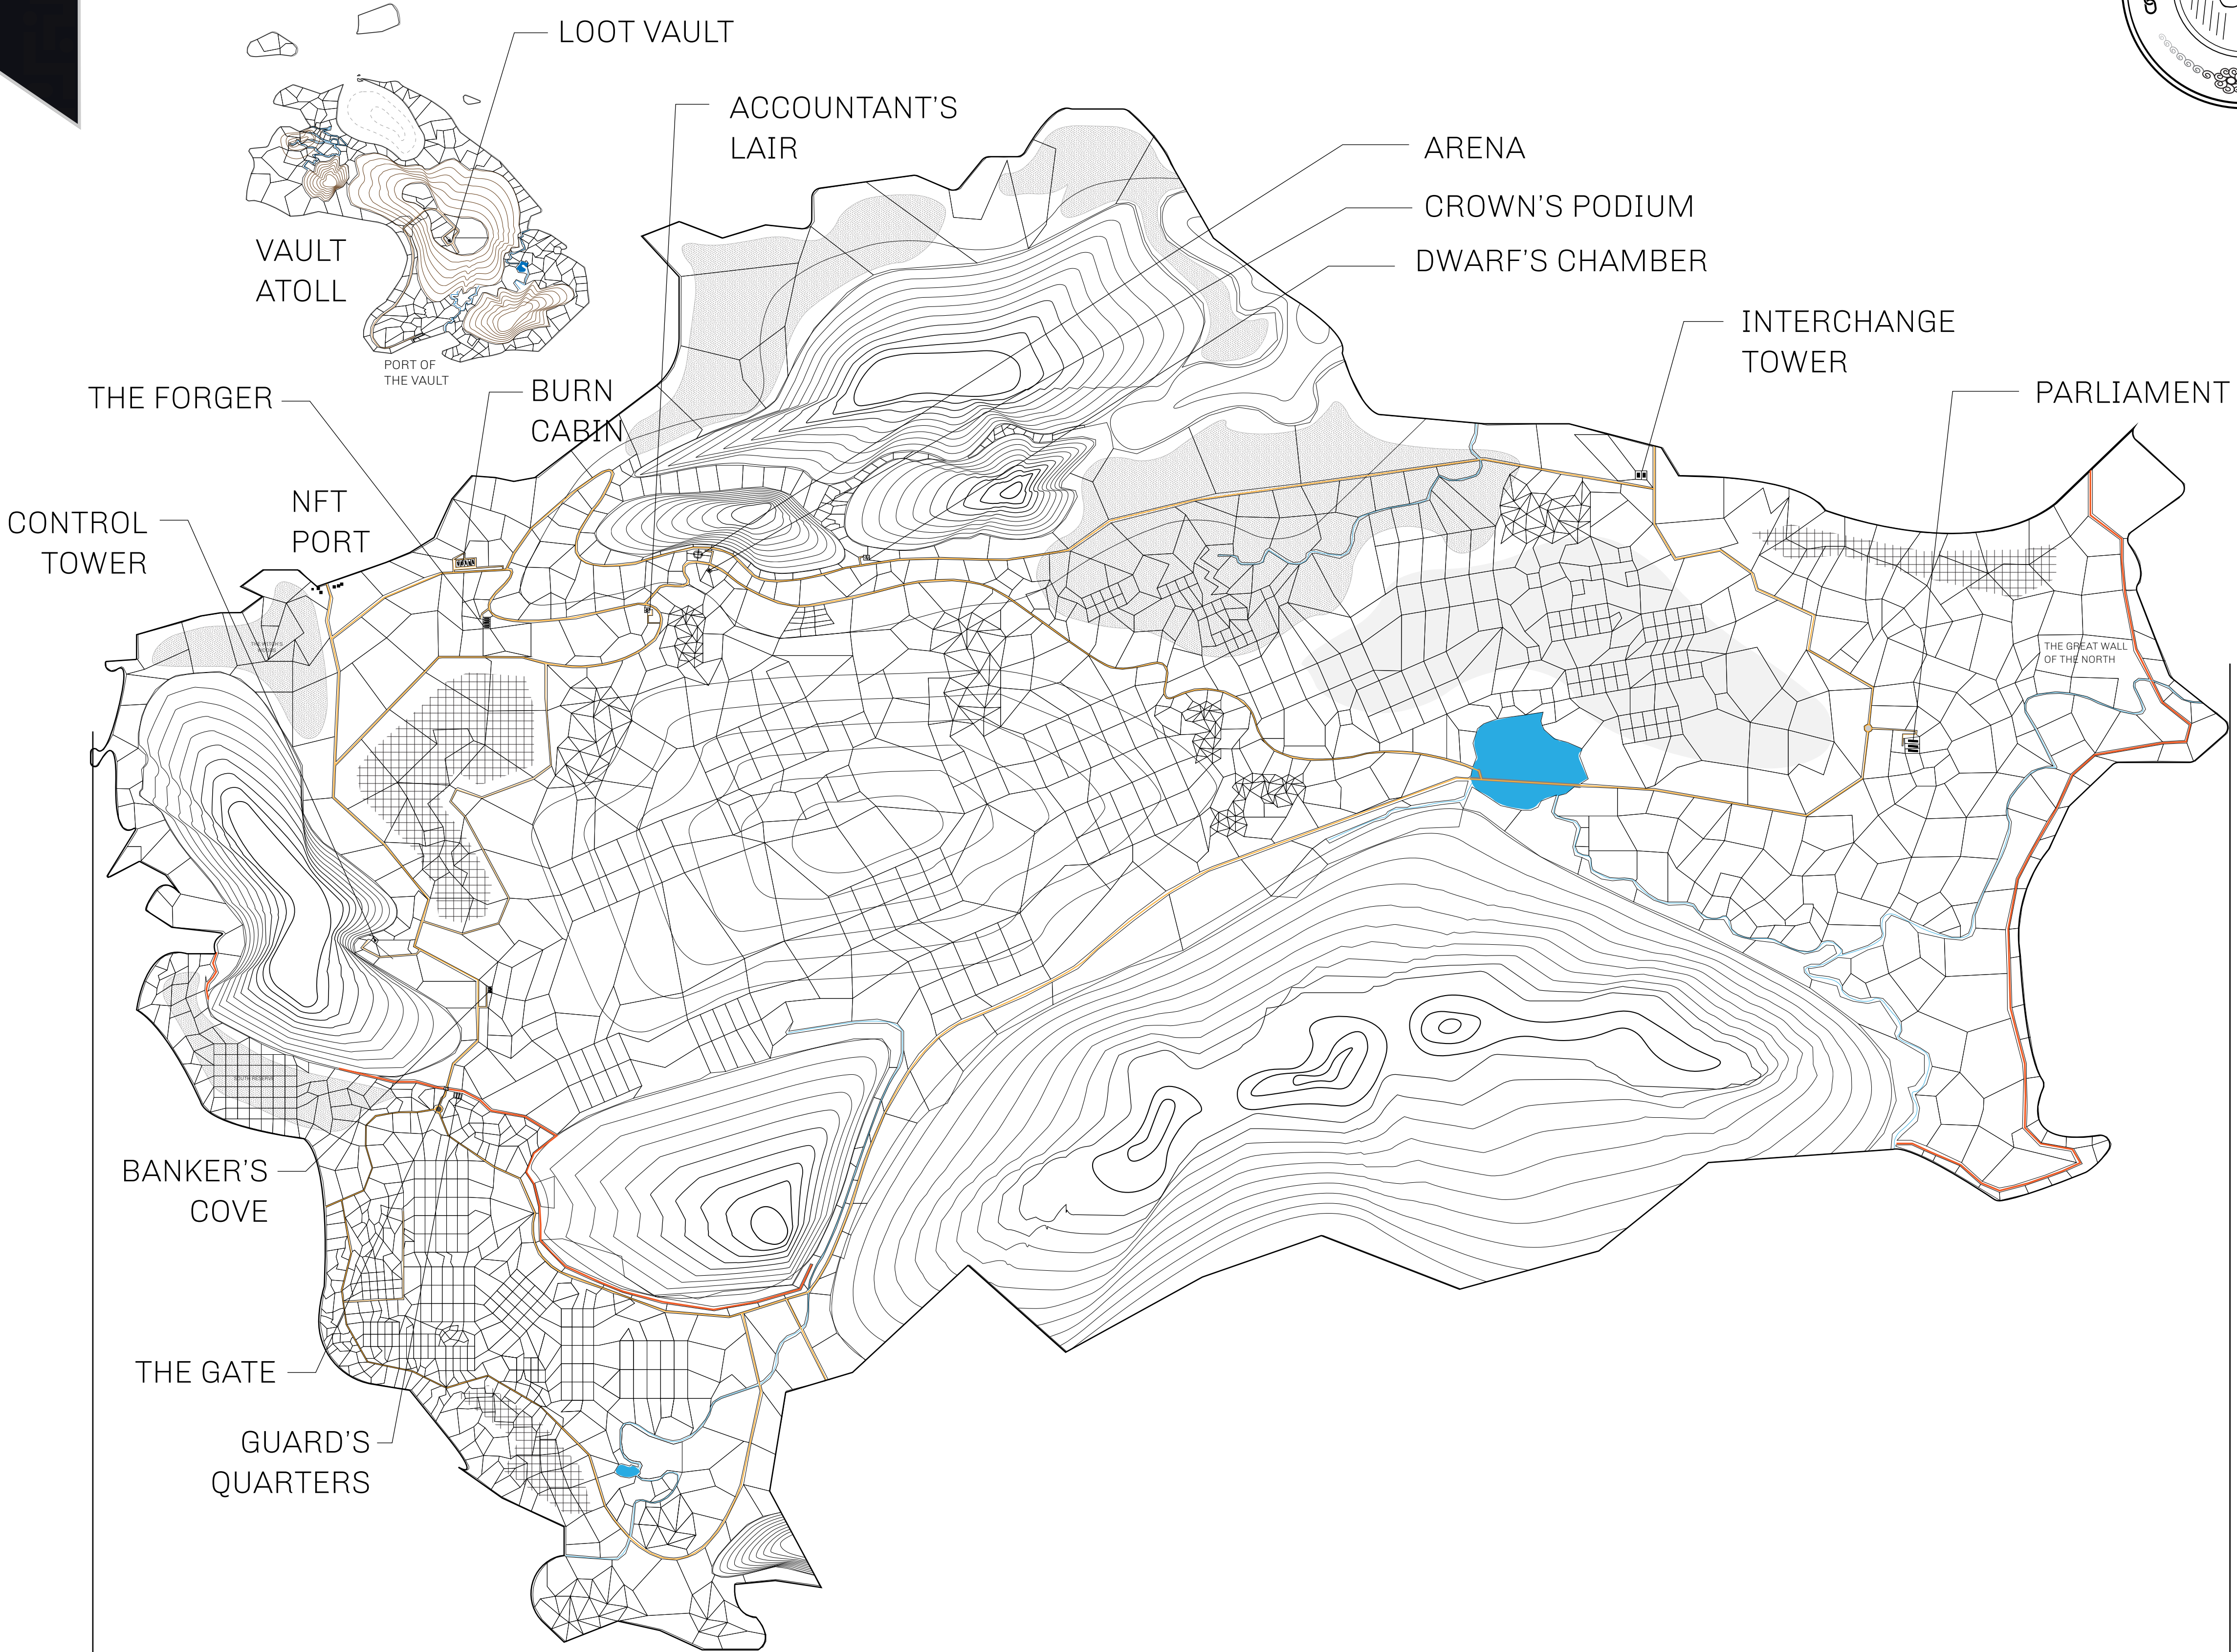 LOOT VAULT
ACCOUNTANT'S
LAIR
ARENA
CROWN'S PODIUM
DWARF'S CHAMBER
VAULT
ATOLL
INTERCHANGE
TOWER
PORT OF
THE VAULT
THE FORGER
BURN
CABIN
PARLIAMENT
NFT
PORT
CONTROL
TOWER
THE GREAT WALL
OF THE NORTH
SOUTH RESERVE
BANKER'S
COVE
THE GATE
GUARD'S
QUARTERS